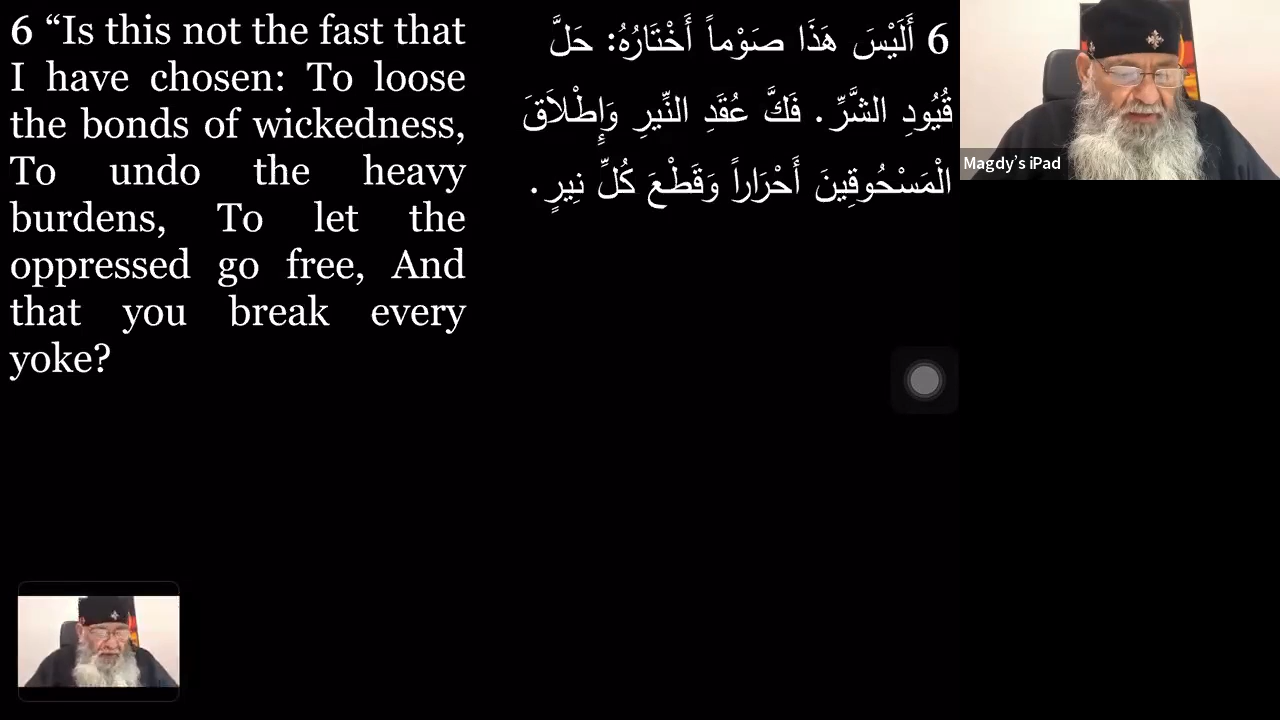 6 “Is this not the fast that
I have chosen: To loose
the bonds of wickedness,
To undo the heavy
burdens, To let the
oppressed go free, And
that you break every
yoke?
6 أَلَيْسَ هَذَا صَوْماً أَخْتَارُهُ: حَلَّ
قُيُودِ الشَّرِّ. فَكَّ عُقَدِ النِّيرِ وَإِطْلاَقَ
الْمَسْحُوقِينَ أَحْرَاراً وَقَطْعَ كُلِّ نِيرٍ.
Magdy’s iPad